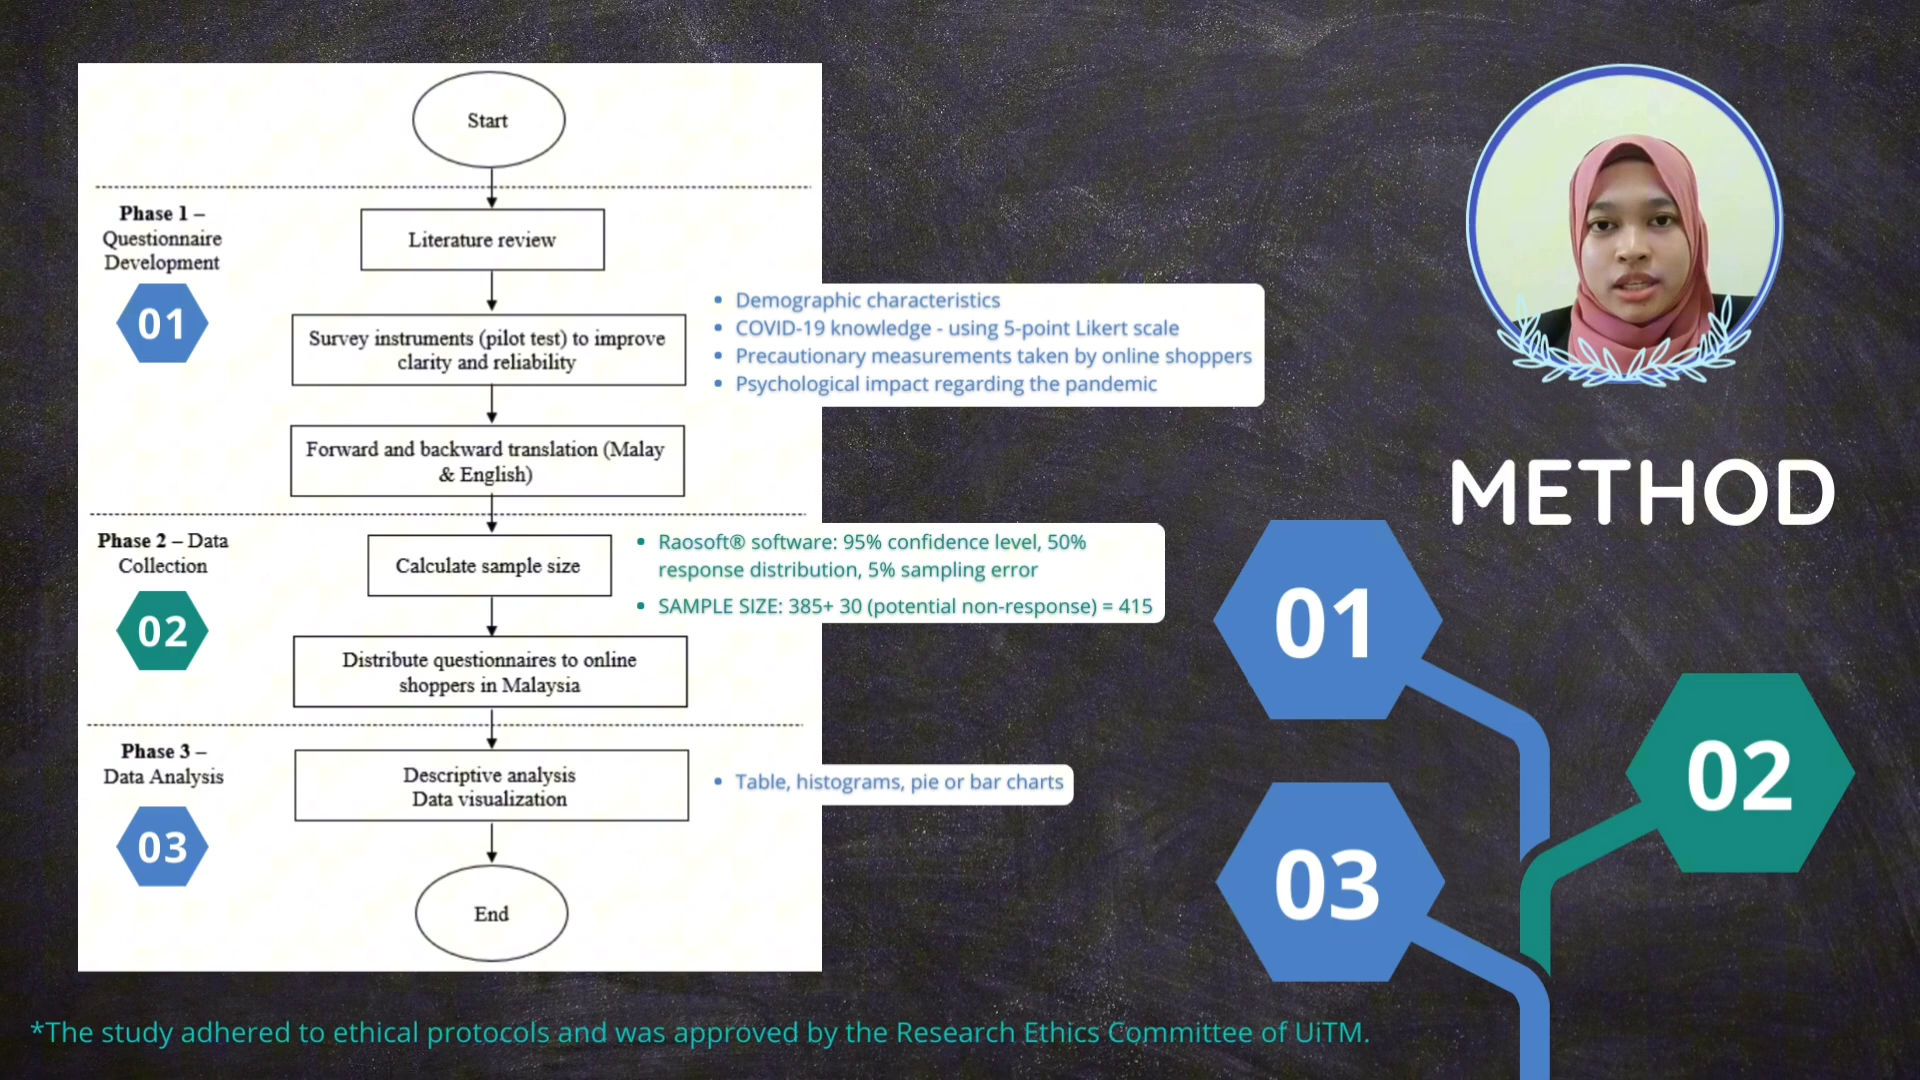 Start
Phase 1 –
Questionnaire
Development
01
Literature review
Survey instruments (pilot test) to improve
clarity and reliability
• Demographic characteristics
• COVID-19 knowledge - using 5-point Likert scale
• Precautionary measurements taken by online shoppers
• Psychological impact regarding the pandemic
Forward and backward translation (Malay
& English)
Phase 2 – Data
Collection
02
Calculate sample size
• Raosoft® software: 95% confidence level, 50%
response distribution, 5% sampling error
• SAMPLE SIZE: 385+ 30 (potential non-response) = 415
Distribute questionnaires to online
shoppers in Malaysia
Phase 3 –
Data Analysis
03
Descriptive analysis
Data visualization
• Table, histograms, pie or bar charts
End
METHOD
01
02
03
*The study adhered to ethical protocols and was approved by the Research Ethics Committee of UiTM.